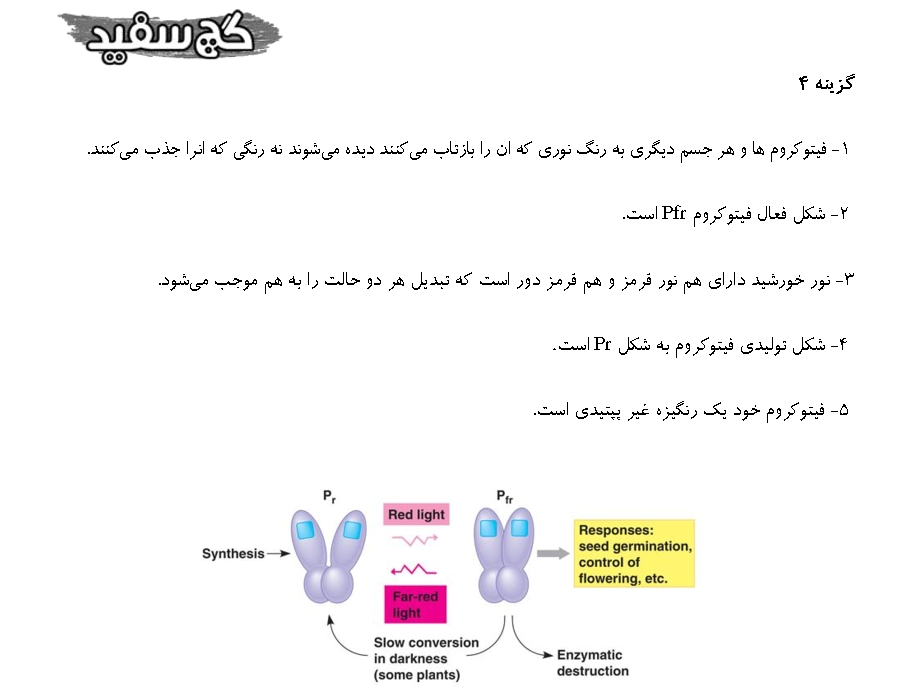 گچ سفید
گزینه ۴
۱- فیتوکروم ها و هر جسم دیگری به رنگ نوری که ان را بازتاب می‌کنند دیده می‌شوند نه رنگی که انرا جذب می‌کنند.
۲- شکل فعال فیتوکروم Pfr است.
۳- نور خورشید دارای هم نور قرمز و هم قرمز دور است که تبدیل هر دو حالت را به هم موجب می‌شود.
۴- شکل تولیدی فیتوکروم به شکل Pr است.
۵- فیتوکروم خود یک رنگیزه غیر پپتیدی است.
Pr
Pfr
Red light
Synthesis
Responses:
seed germination,
control of
flowering, etc.
Far-red
light
Slow conversion
in darkness
(some plants)
Enzymatic
destruction